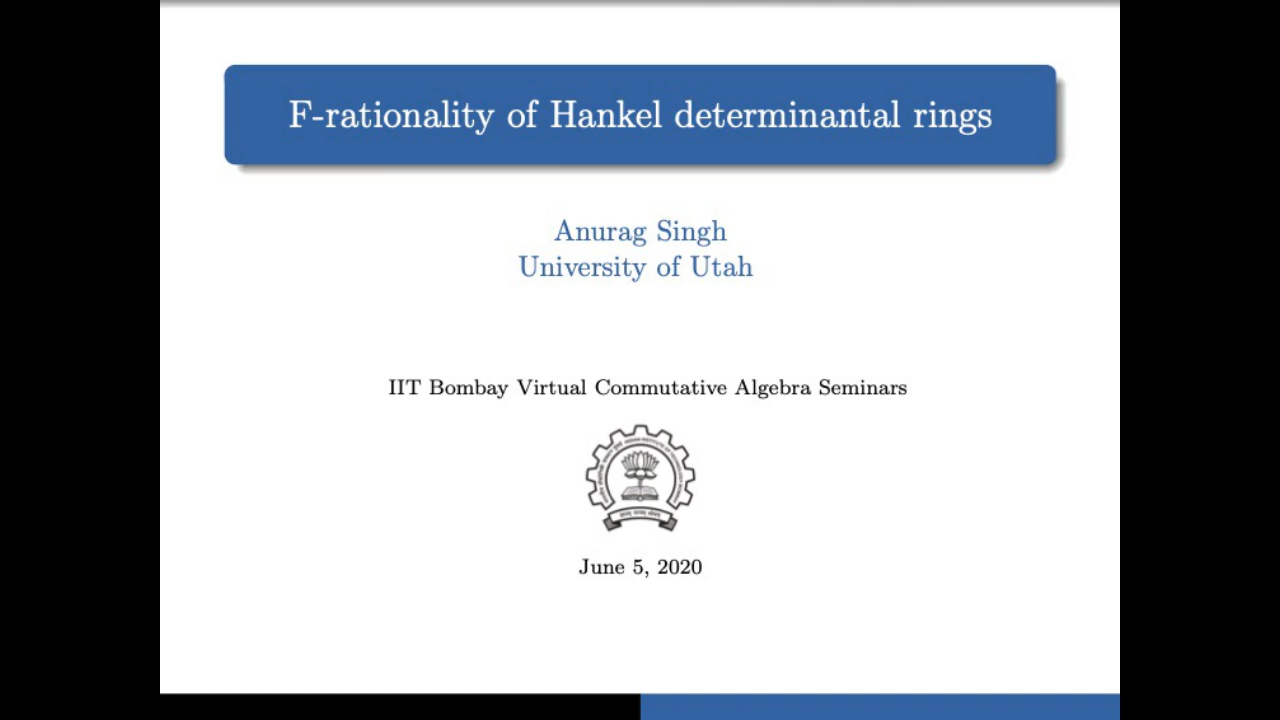 F-rationality of Hankel determinantal rings
Anurag Singh
University of Utah
IIT Bombay Virtual Commutative Algebra Seminars
June 5, 2020